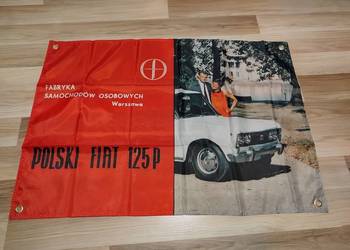 FABRYKA
SAMOCHODÓW OSOBOWYCH
Warszawa
POLSKI FIAT 125P